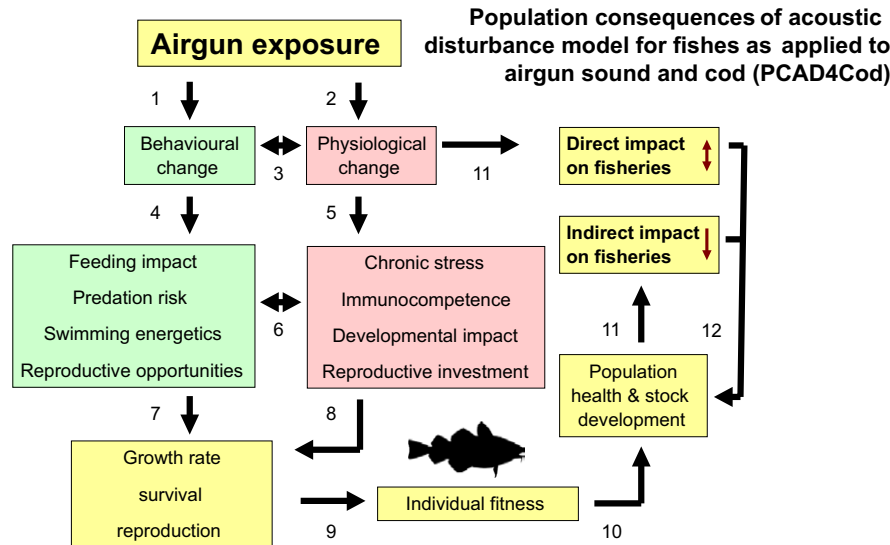 Population consequences of acoustic
disturbance model for fishes as applied to
airgun sound and cod (PCAD4Cod)
Airgun exposure
1
2
Behavioural
change
3
Physiological
change
11
Direct impact
on fisheries
4
5
Indirect impact
on fisheries
Feeding impact
Predation risk
Swimming energetics
Reproductive opportunities
6
Chronic stress
Immunocompetence
Developmental impact
Reproductive investment
11
12
Population
health & stock
development
7
8
Growth rate
survival
reproduction
9
Individual fitness
10